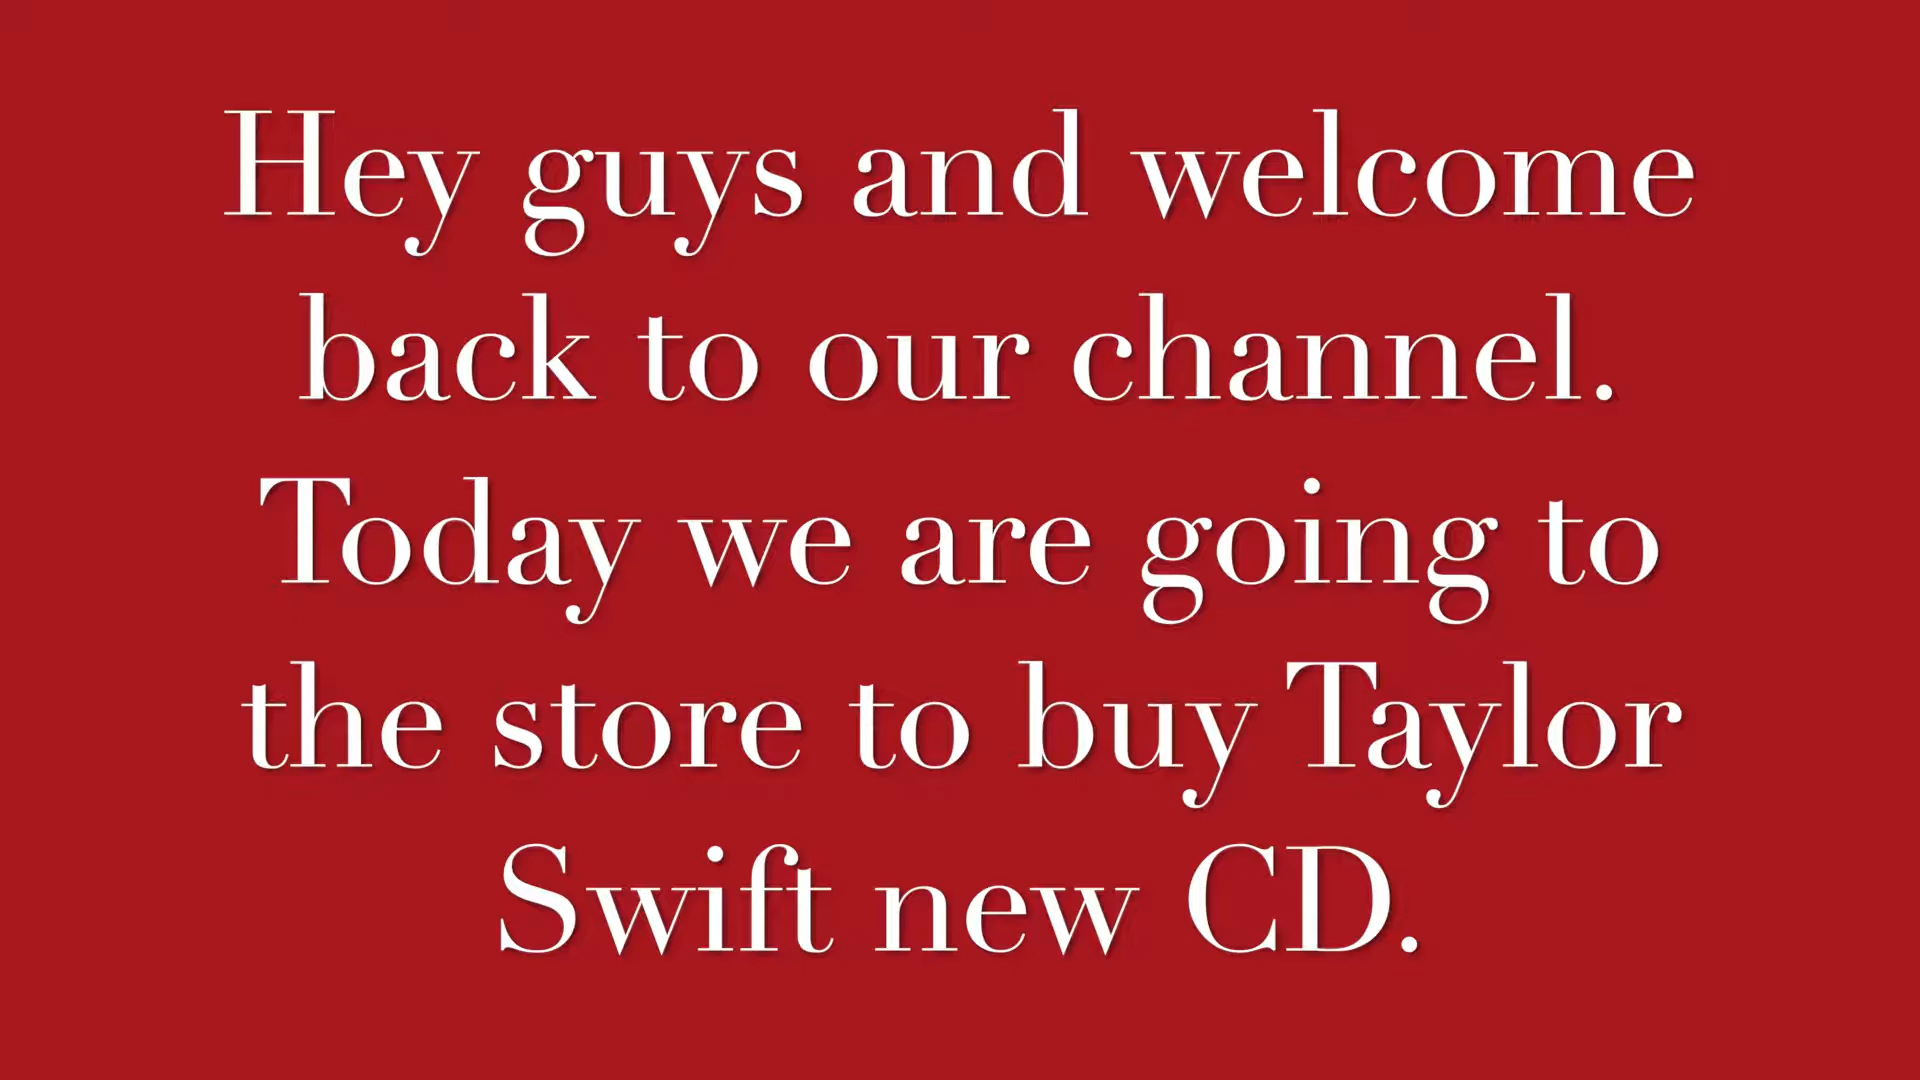 Hey guys and welcome
back to our channel.
Today we are going to
the store to buy Taylor
Swift new CD.